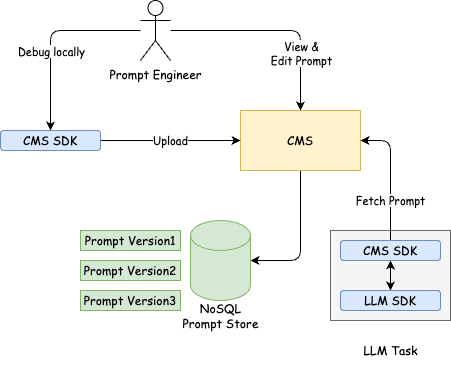 Debug locally
View &
Edit Prompt
Prompt Engineer
CMS SDK
Upload
CMS
Fetch Prompt
Prompt Version1
Prompt Version2
Prompt Version3
NoSQL
Prompt Store
CMS SDK
LLM SDK
LLM Task